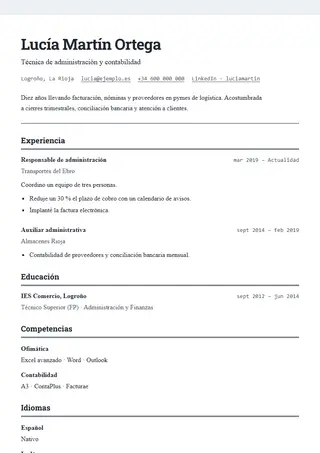 Lucía Martín Ortega
Técnica de administración y contabilidad
Logroño, La Rioja   lucia@ejemplo.es   +34 600 000 000   LinkedIn · luciamartin
Diez años llevando facturación, nóminas y proveedores en pymes de logística. Acostumbrada
a cierres trimestrales, conciliación bancaria y atención a clientes.
Experiencia
Responsable de administración   mar 2019 – Actualidad
Transportes del Ebro
Coordino un equipo de tres personas.
• Reduje un 30 % el plazo de cobro con un calendario de avisos.
• Implanté la factura electrónica.
Auxiliar administrativa   sept 2014 – feb 2019
Almacenes Rioja
• Contabilidad de proveedores y conciliación bancaria mensual.
Educación
IES Comercio, Logroño   sept 2012 – jun 2014
Técnico Superior (FP) · Administración y Finanzas
Competencias
Ofimática
Excel avanzado · Word · Outlook
Contabilidad
A3 · ContaPlus · Facturae
Idiomas
Español
Nativo